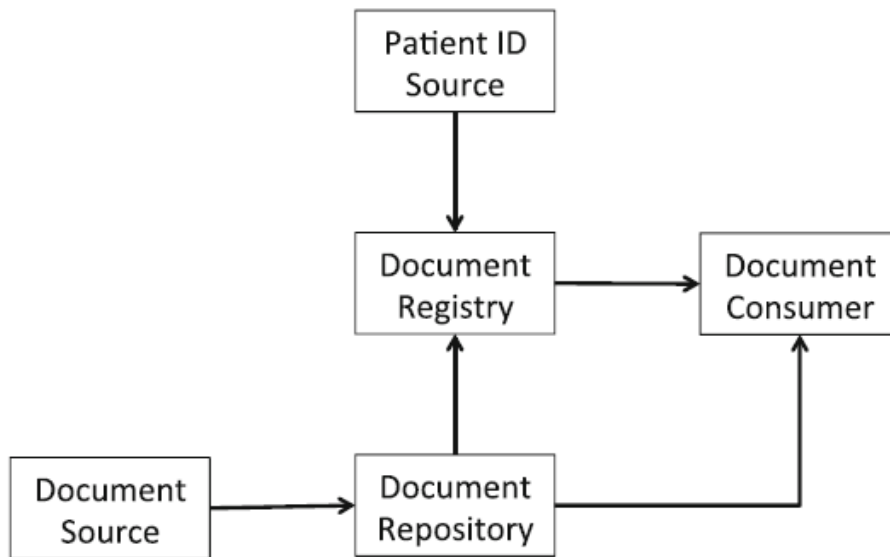 Patient ID
Source
Document
Registry
Document
Consumer
Document
Source
Document
Repository